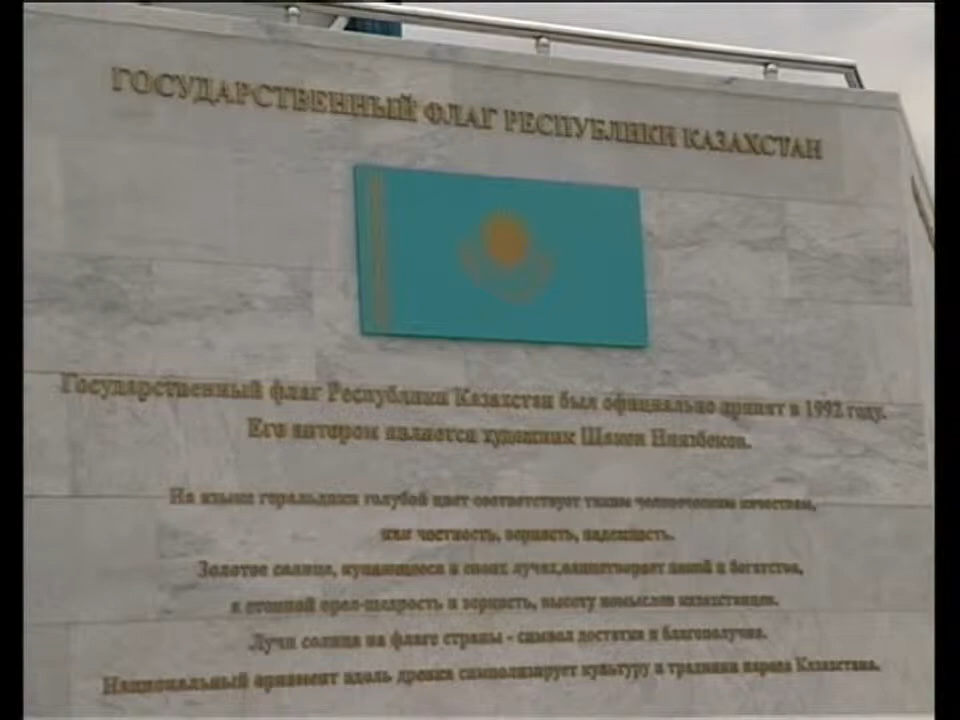 ГОСУДАРСТВЕННЫЙ ФЛАГ РЕСПУБЛИКИ КАЗАХСТАН
Государственный флаг Республики Казахстан был официально принят в 1992 году.
Его автором является художник Шакен Ниязбеков.
На языке геральдики голубой цвет соответствует таким человеческим качествам,
как честность, верность, надежность.
Золотое солнце, купающееся в своих лучах,олицетворяет покой и богатство,
а степной орел-щедрость и верность, высоту помыслов казахстанцев.
Лучи солнца на флаге страны - символ достатка и благополучия.
Национальный орнамент вдоль древка символизирует культуру и традиции народа Казахстана.